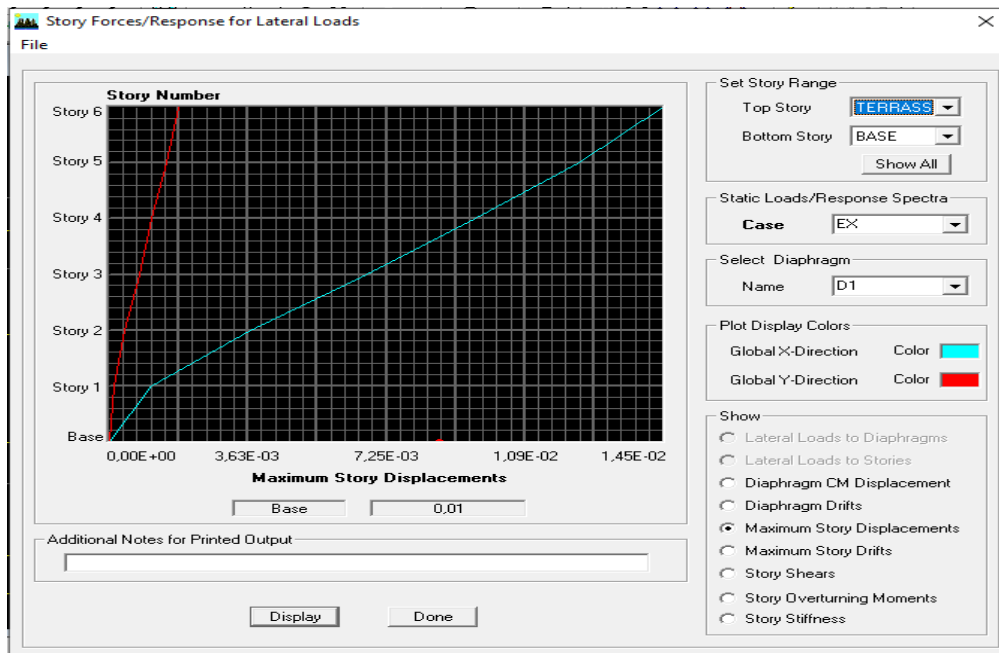 Story Forces/Response for Lateral Loads
File
Story Number
Story 6
Story 5
Story 4
Story 3
Story 2
Story 1
Base
0,00E+00 3,63E-03 7,25E-03 1,09E-02 1,45E-02
Maximum Story Displacements
Base 0,01
Additional Notes for Printed Output
Display Done
Set Story Range
Top Story TERRASS
Bottom Story BASE
Show All
Static Loads/Response Spectra
Case EX
Select Diaphragm
Name D1
Plot Display Colors
Global X-Direction Color
Global Y-Direction Color
Show
Lateral Loads to Diaphragms
Lateral Loads to Stories
Diaphragm CM Displacement
Diaphragm Drifts
Maximum Story Displacements
Maximum Story Drifts
Story Shears
Story Overturning Moments
Story Stiffness